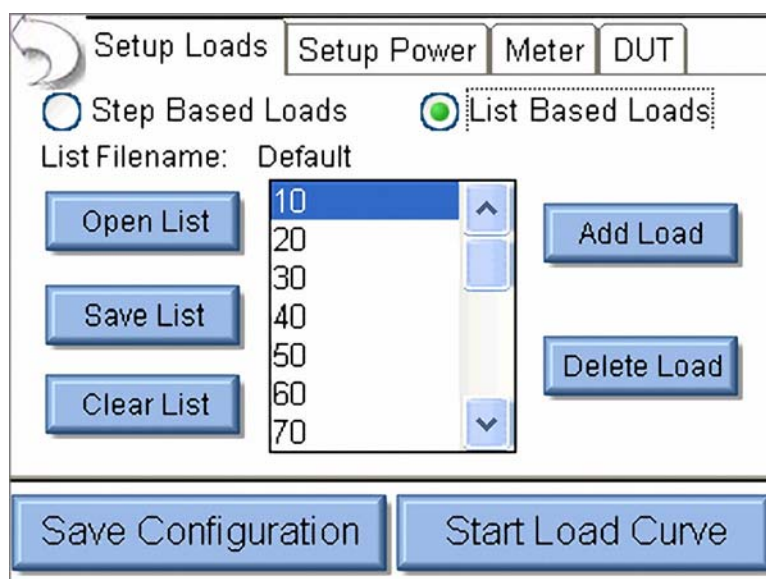 Setup Loads Setup Power Meter DUT
Step Based Loads List Based Loads
List Filename: Default
Open List
Save List
Clear List
10
20
30
40
50
60
70
Add Load
Delete Load
Save Configuration Start Load Curve